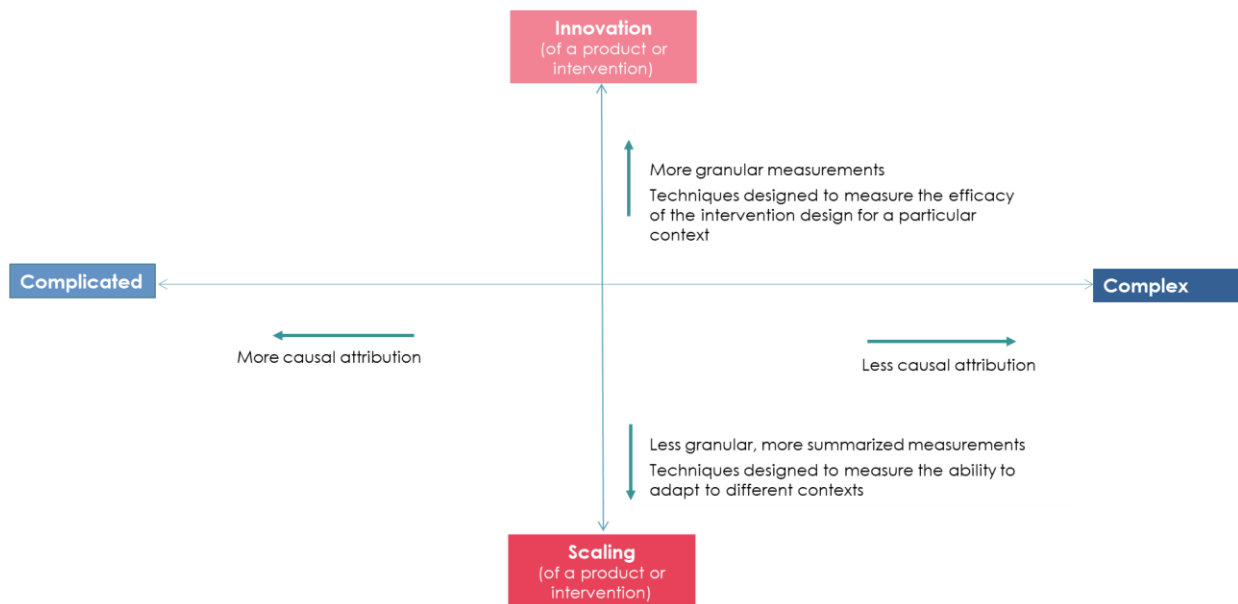 Innovation
(of a product or
intervention)
More granular measurements
Techniques designed to measure the efficacy
of the intervention design for a particular
context
Complicated
Complex
More causal attribution
Less causal attribution
Less granular, more summarized measurements
Techniques designed to measure the ability to
adapt to different contexts
Scaling
(of a product or
intervention)